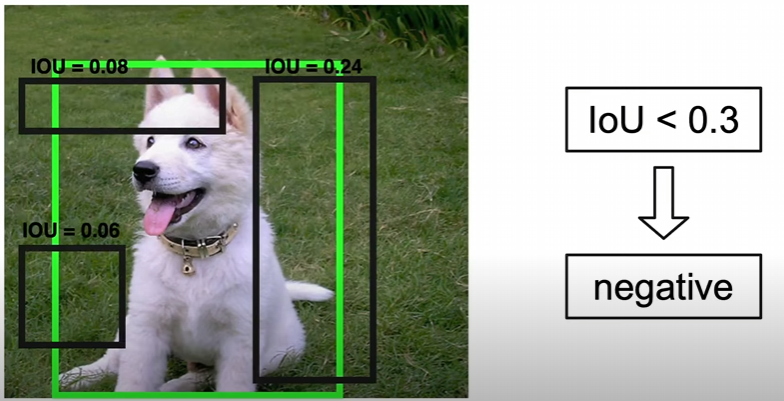 IOU = 0.08
IOU = 0.24
IOU = 0.06
IoU < 0.3
negative